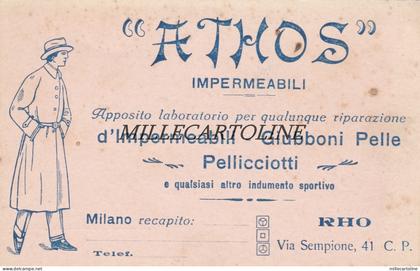 "ATHOS"
IMPERMEABILI
Apposito laboratorio per qualunque riparazione
d'Impermeabili - Giubboni Pelle
MILLECARTOLINE
Pellicciotti
e qualsiasi altro indumento sportivo
Milano recapito:
RHO
Via Sempione, 41 C. P.
Telef.